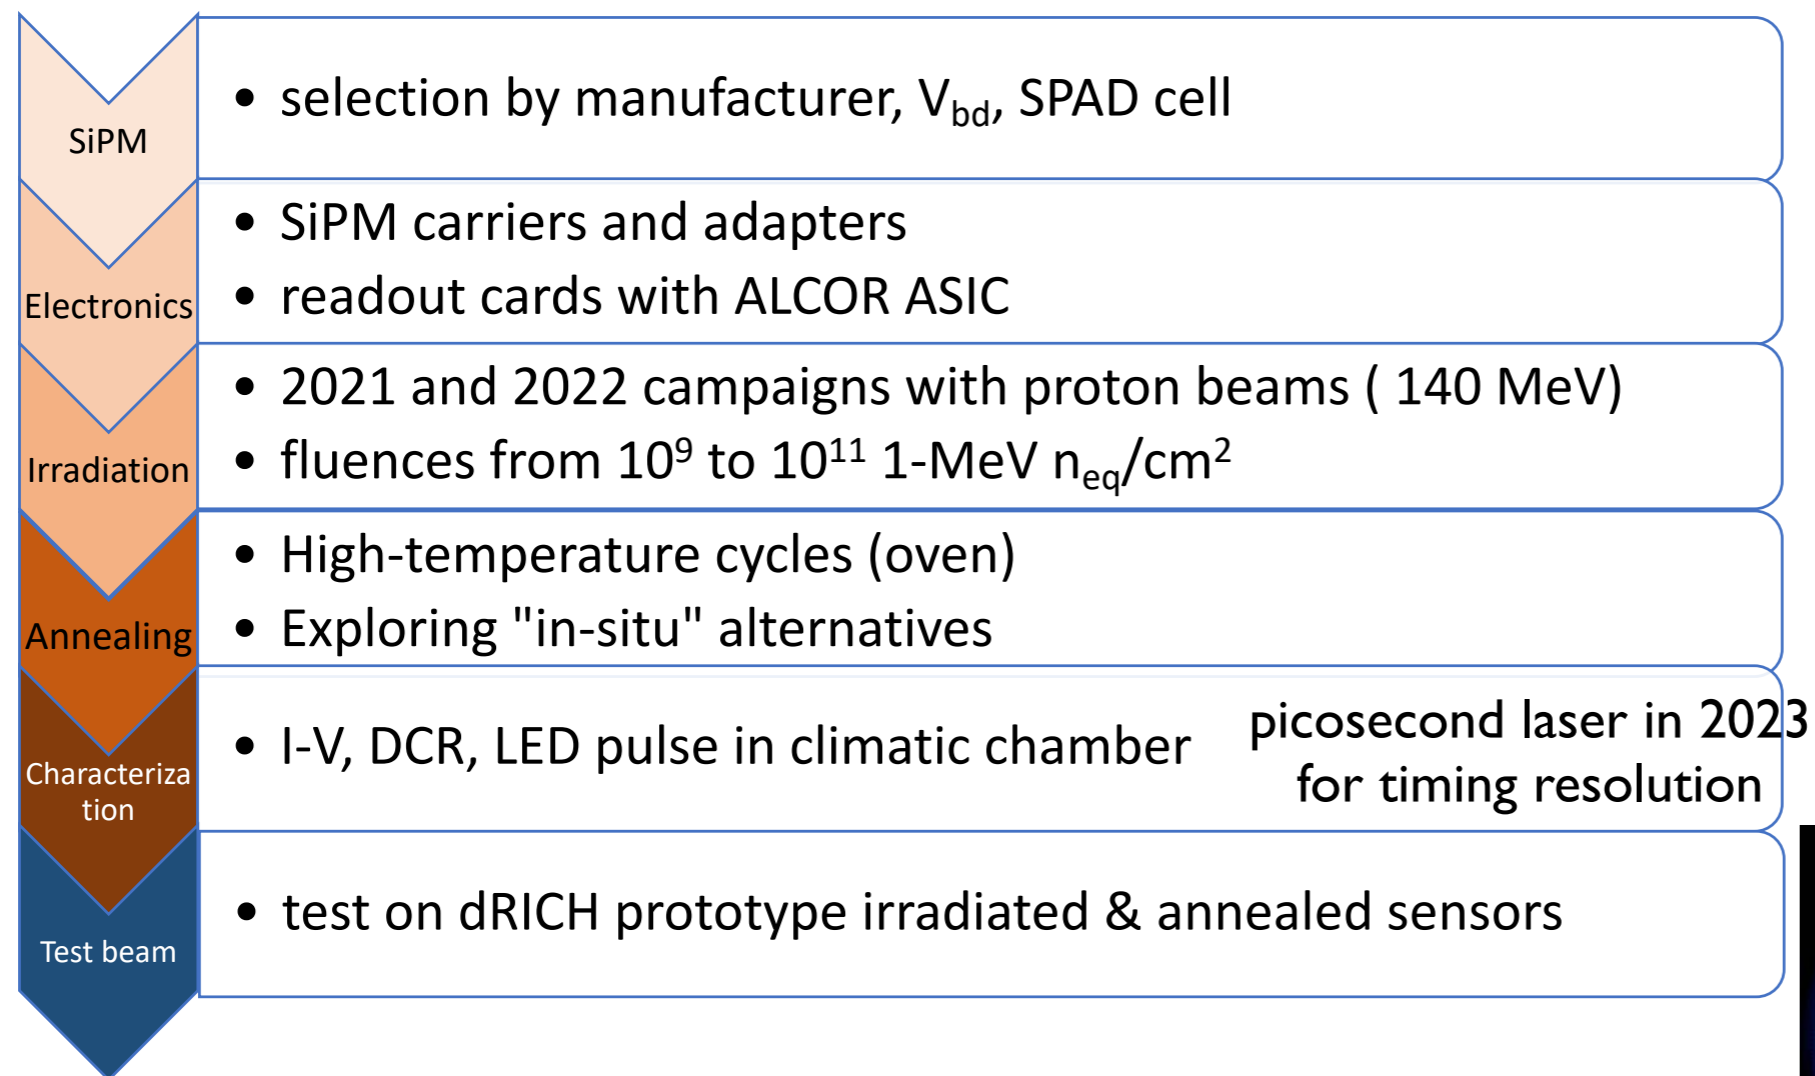 SiPM
• selection by manufacturer, V_bd, SPAD cell
Electronics
• SiPM carriers and adapters
• readout cards with ALCOR ASIC
Irradiation
• 2021 and 2022 campaigns with proton beams ( 140 MeV)
• fluences from 10⁹ to 10¹¹ 1-MeV n_eq/cm²
Annealing
• High-temperature cycles (oven)
• Exploring "in-situ" alternatives
Characteriza
tion
• I-V, DCR, LED pulse in climatic chamber
picosecond laser in 2023
for timing resolution
Test beam
• test on dRICH prototype irradiated & annealed sensors